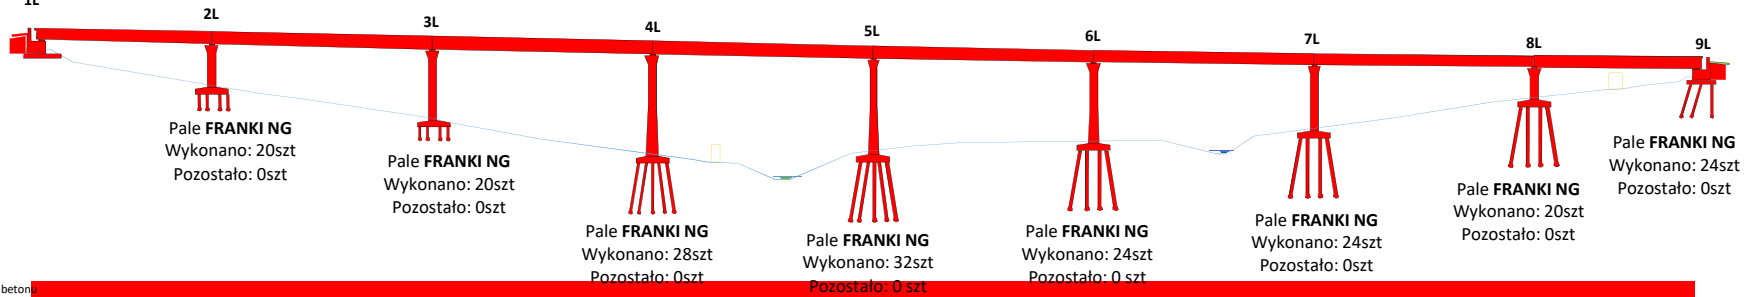 1L
2L
3L
4L
5L
6L
7L
8L
9L
Pale FRANKI NG
Wykonano: 20szt
Pozostało: 0szt
Pale FRANKI NG
Wykonano: 20szt
Pozostało: 0szt
Pale FRANKI NG
Wykonano: 28szt
Pozostało: 0szt
Pale FRANKI NG
Wykonano: 32szt
Pozostało: 0 szt
Pale FRANKI NG
Wykonano: 24szt
Pozostało: 0 szt
Pale FRANKI NG
Wykonano: 24szt
Pozostało: 0szt
Pale FRANKI NG
Wykonano: 20szt
Pozostało: 0szt
Pale FRANKI NG
Wykonano: 24szt
Pozostało: 0szt
betonu